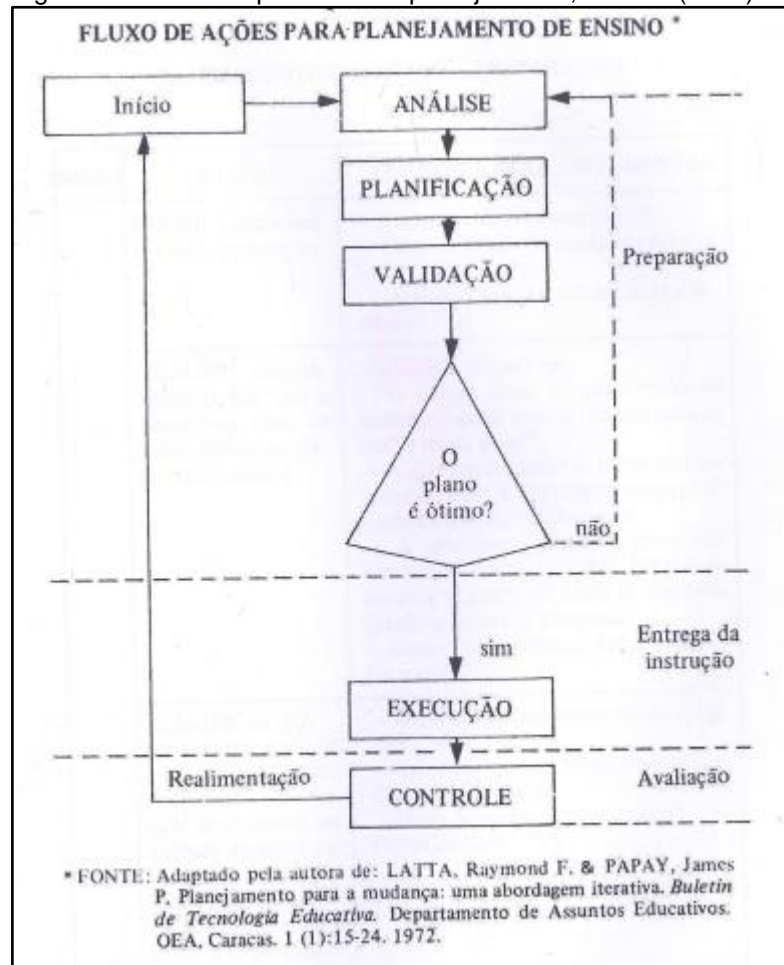 FLUXO DE AÇÕES PARA PLANEJAMENTO DE ENSINO *
Início
ANÁLISE
PLANIFICAÇÃO
VALIDAÇÃO
Preparação
O
plano
é ótimo?
não
sim
Entrega da
instrução
EXECUÇÃO
Realimentação
CONTROLE
Avaliação
* FONTE: Adaptado pela autora de: LATTA, Raymond F. & PAPAY, James
P. Planejamento para a mudança: uma abordagem iterativa. Buletin
de Tecnologia Educativa. Departamento de Assuntos Educativos.
OEA, Caracas. 1 (1):15-24. 1972.